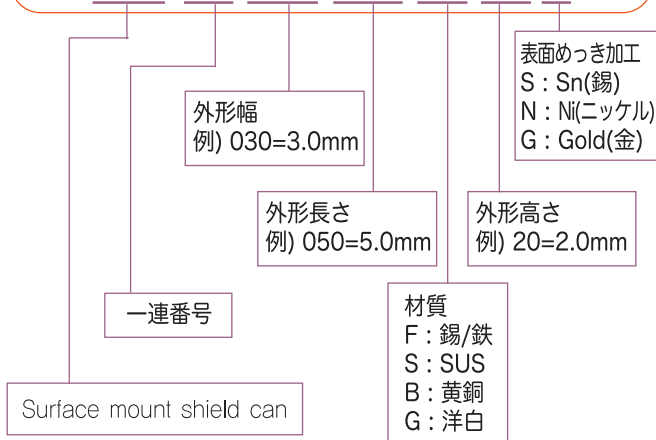 表面めっき加工
S : Sn(錫)
N : Ni(ニッケル)
G : Gold(金)
外形幅
例) 030=3.0mm
外形長さ
例) 050=5.0mm
外形高さ
例) 20=2.0mm
一連番号
材質
F : 錫/鉄
S : SUS
B : 黄銅
G : 洋白
Surface mount shield can